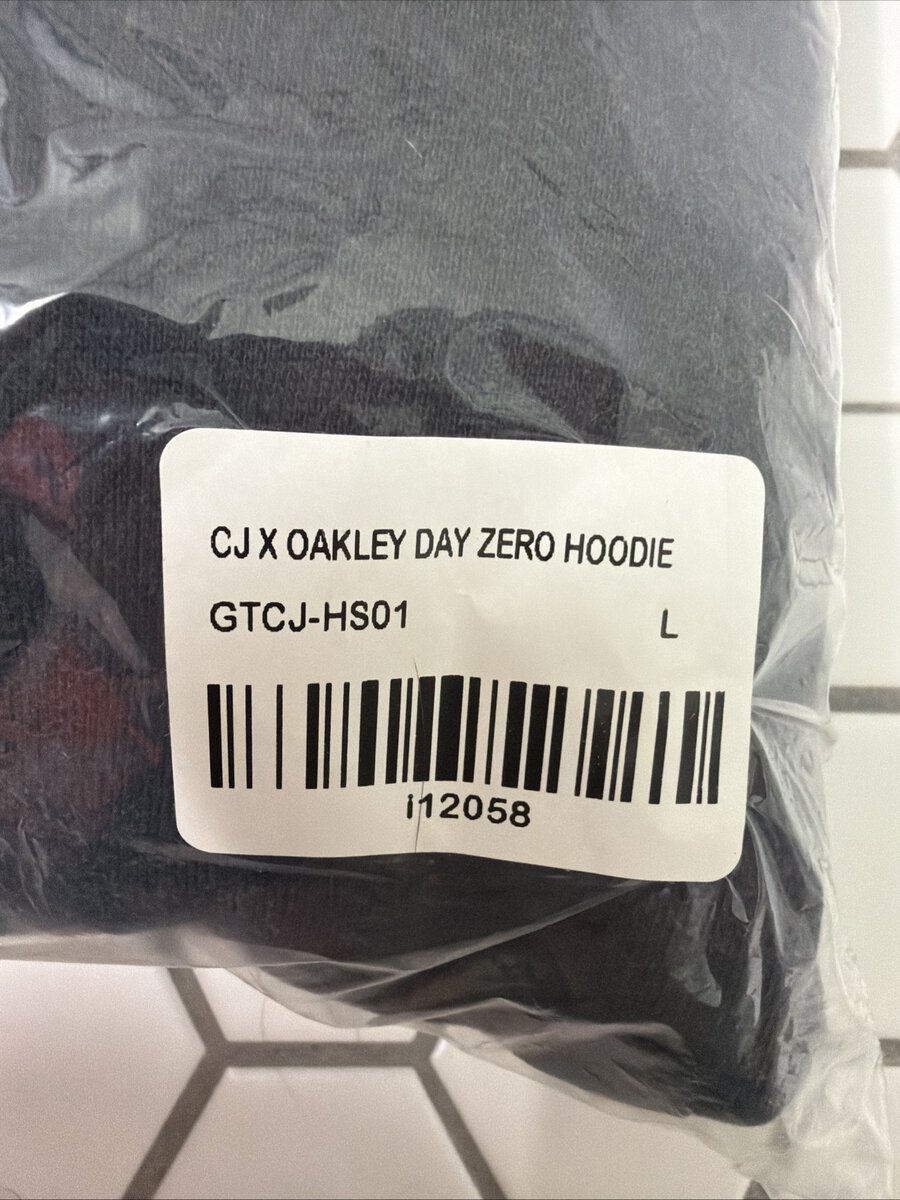 CJ X OAKLEY DAY ZERO HOODIE
GTCJ-HS01 L
i12058